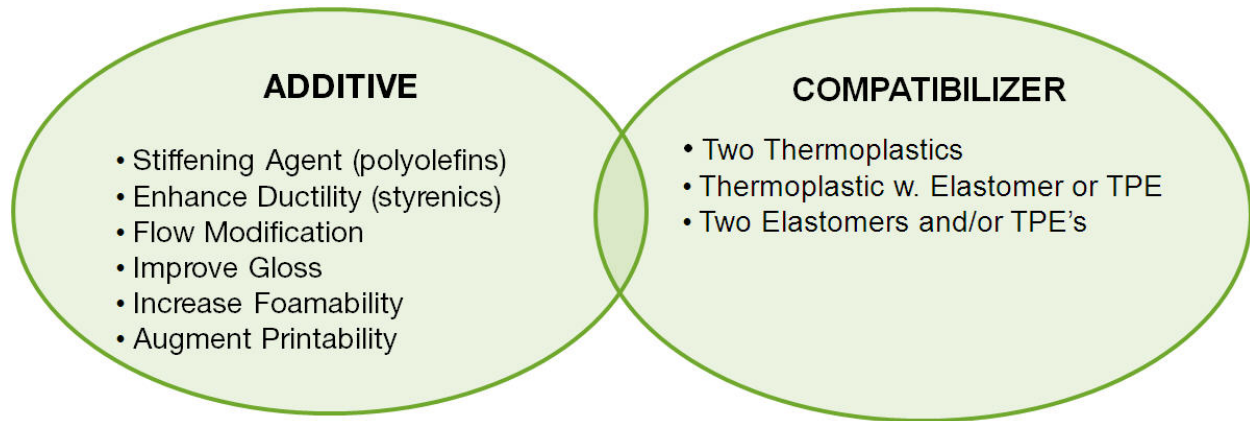 ADDITIVE
• Stiffening Agent (polyolefins)
• Enhance Ductility (styrenics)
• Flow Modification
• Improve Gloss
• Increase Foamability
• Augment Printability
COMPATIBILIZER
• Two Thermoplastics
• Thermoplastic w. Elastomer or TPE
• Two Elastomers and/or TPE's